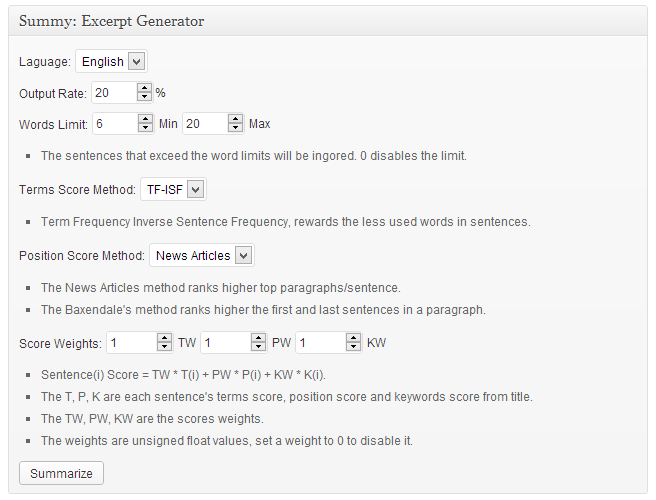 Summy: Excerpt Generator
Laguage: English
Output Rate: 20 %
Words Limit: 6 Min 20 Max
The sentences that exceed the word limits will be ingored. 0 disables the limit.
Terms Score Method: TF-ISF
Term Frequency Inverse Sentence Frequency, rewards the less used words in sentences.
Position Score Method: News Articles
The News Articles method ranks higher top paragraphs/sentence.
The Baxendale's method ranks higher the first and last sentences in a paragraph.
Score Weights: 1 TW 1 PW 1 KW
Sentence(i) Score = TW * T(i) + PW * P(i) + KW * K(i).
The T, P, K are each sentence's terms score, position score and keywords score from title.
The TW, PW, KW are the scores weights.
The weights are unsigned float values, set a weight to 0 to disable it.
Summarize